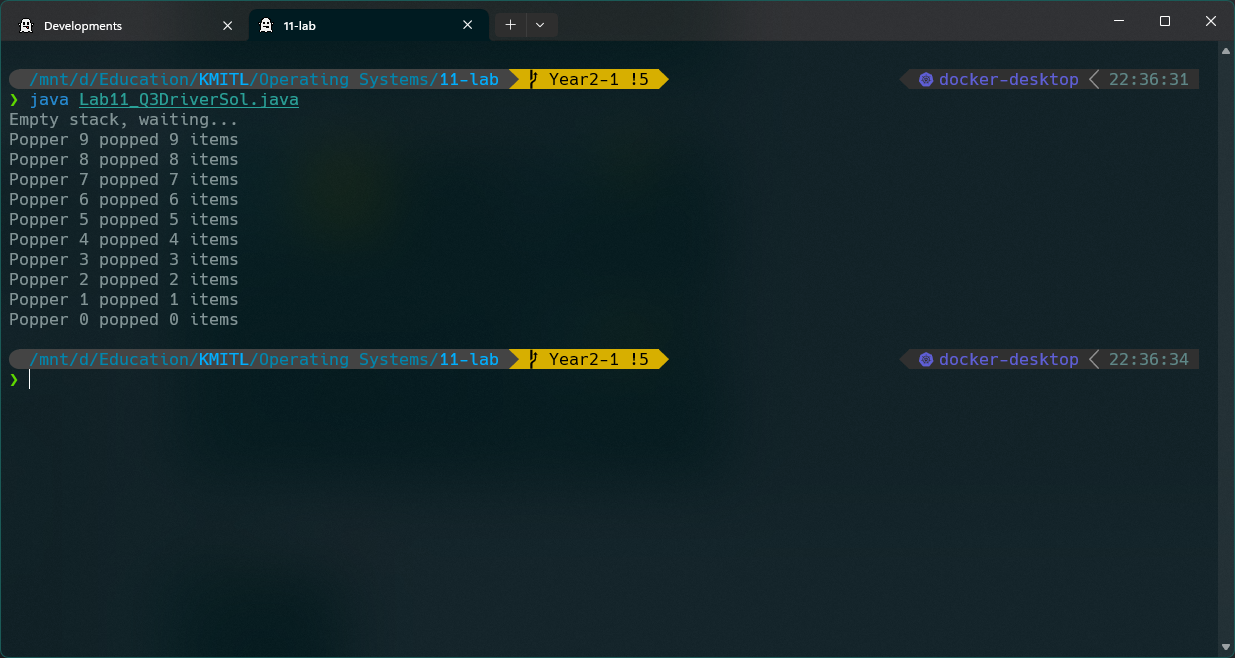 Developments
11-lab
/mnt/d/Education/KMITL/Operating Systems/11-lab Year2-1 !5 docker-desktop 22:36:31
❯ java Lab11_Q3DriverSol.java
Empty stack, waiting...
Popper 9 popped 9 items
Popper 8 popped 8 items
Popper 7 popped 7 items
Popper 6 popped 6 items
Popper 5 popped 5 items
Popper 4 popped 4 items
Popper 3 popped 3 items
Popper 2 popped 2 items
Popper 1 popped 1 items
Popper 0 popped 0 items
/mnt/d/Education/KMITL/Operating Systems/11-lab Year2-1 !5 docker-desktop 22:36:34
❯